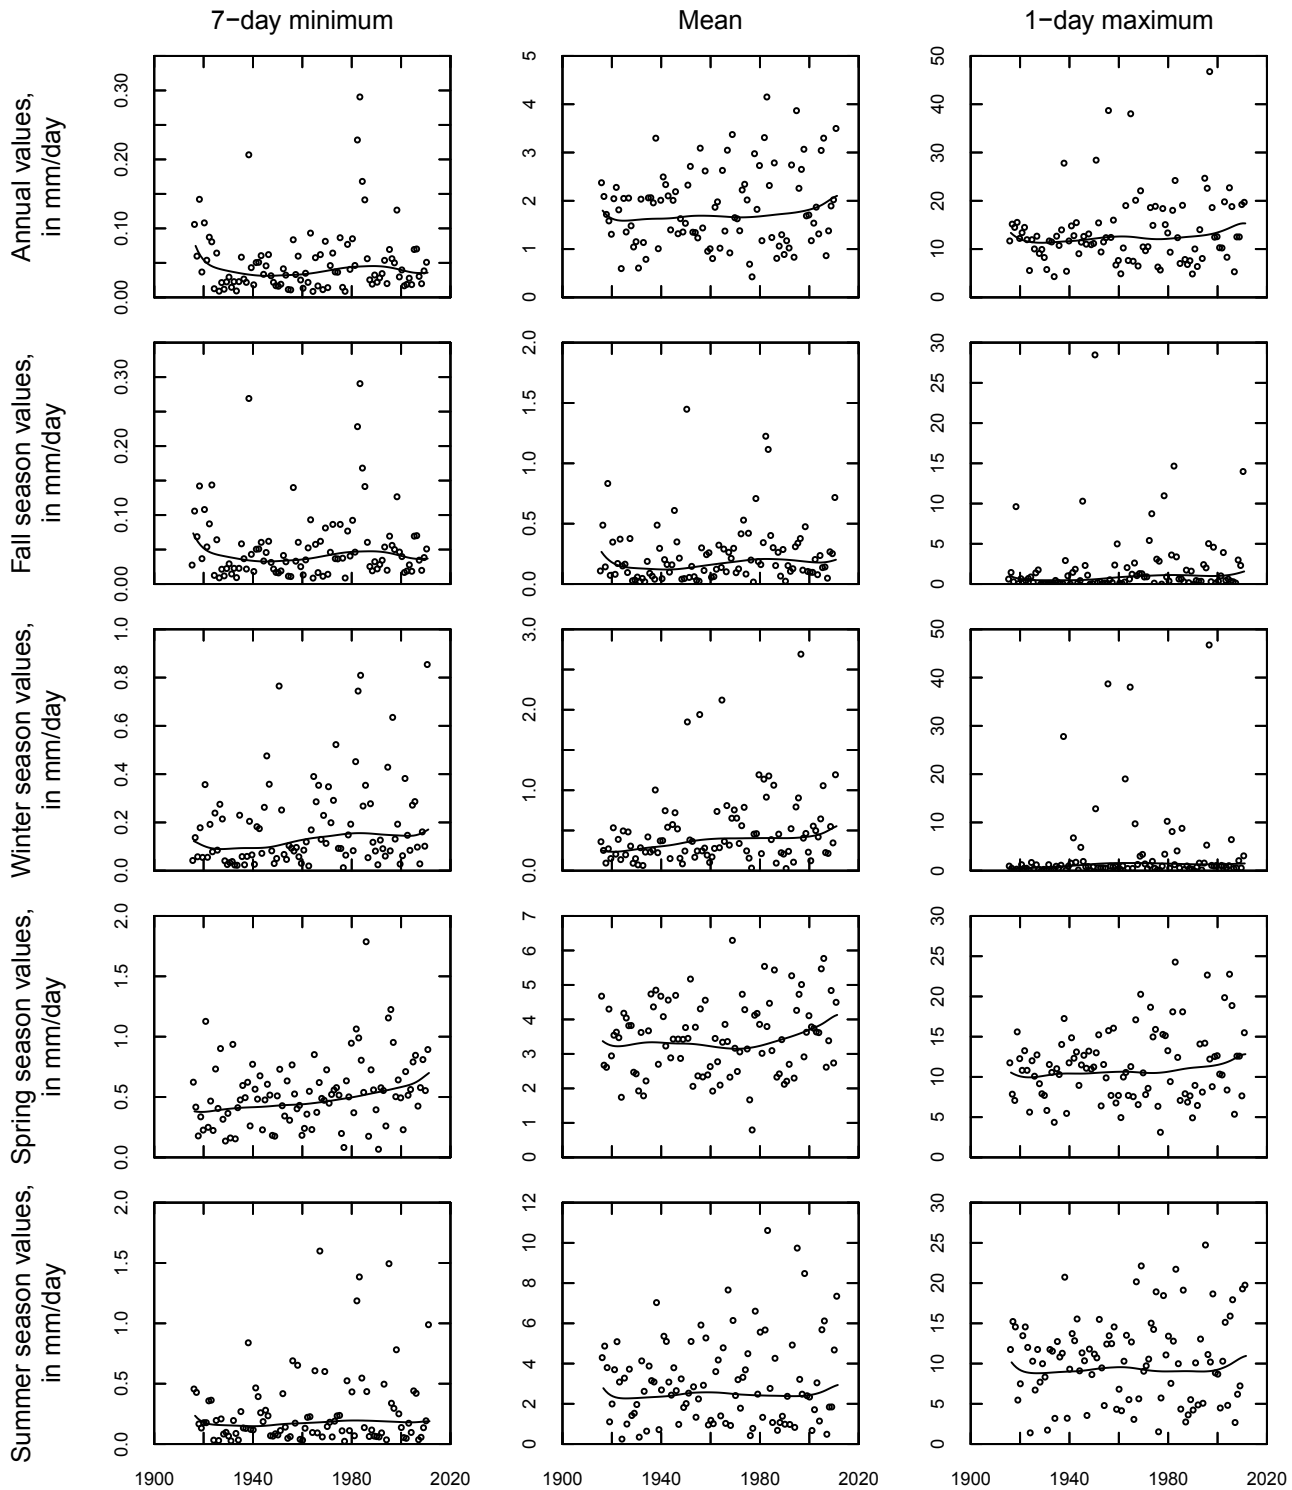 7−day minimum Mean 1−day maximum
Annual values,
in mm/day
0.00 0.10 0.20 0.30
0 1 2 3 4 5
0 10 20 30 40 50
Fall season values,
in mm/day
0.00 0.10 0.20 0.30
0.0 0.5 1.0 1.5 2.0
0 5 10 15 20 25 30
Winter season values,
in mm/day
0.0 0.2 0.4 0.6 0.8 1.0
0.0 1.0 2.0 3.0
0 10 20 30 40 50
Spring season values,
in mm/day
0.0 0.5 1.0 1.5 2.0
0 1 2 3 4 5 6 7
0 5 10 15 20 25 30
Summer season values,
in mm/day
0.0 0.5 1.0 1.5 2.0
0 2 4 6 8 10 12
0 5 10 15 20 25 30
1900 1940 1980 2020 1900 1940 1980 2020 1900 1940 1980 2020